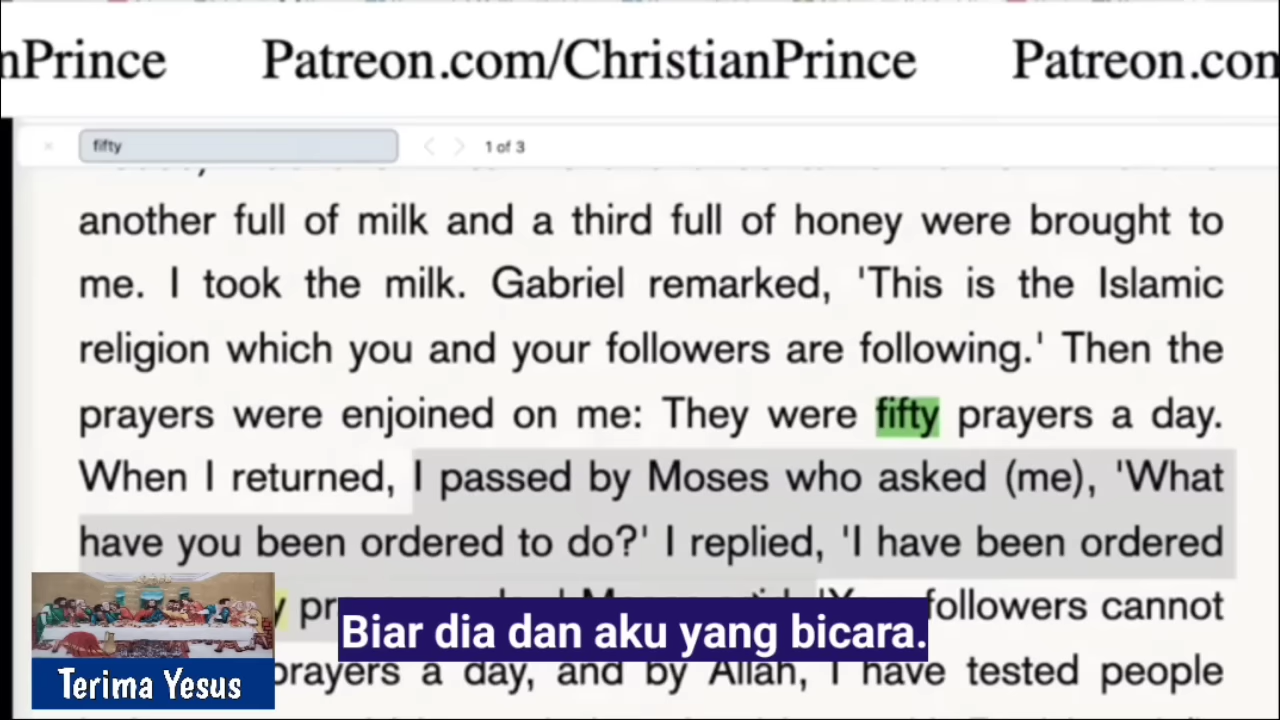 nPrince Patreon.com/ChristianPrince Patreon.con
fifty 1 of 3
another full of milk and a third full of honey were brought to
me. I took the milk. Gabriel remarked, 'This is the Islamic
religion which you and your followers are following.' Then the
prayers were enjoined on me: They were fifty prayers a day.
When I returned, I passed by Moses who asked (me), 'What
have you been ordered to do?' I replied, 'I have been ordered
followers cannot
Biar dia dan aku yang bicara.
prayers a day, and by Allah, I have tested people
Terima Yesus